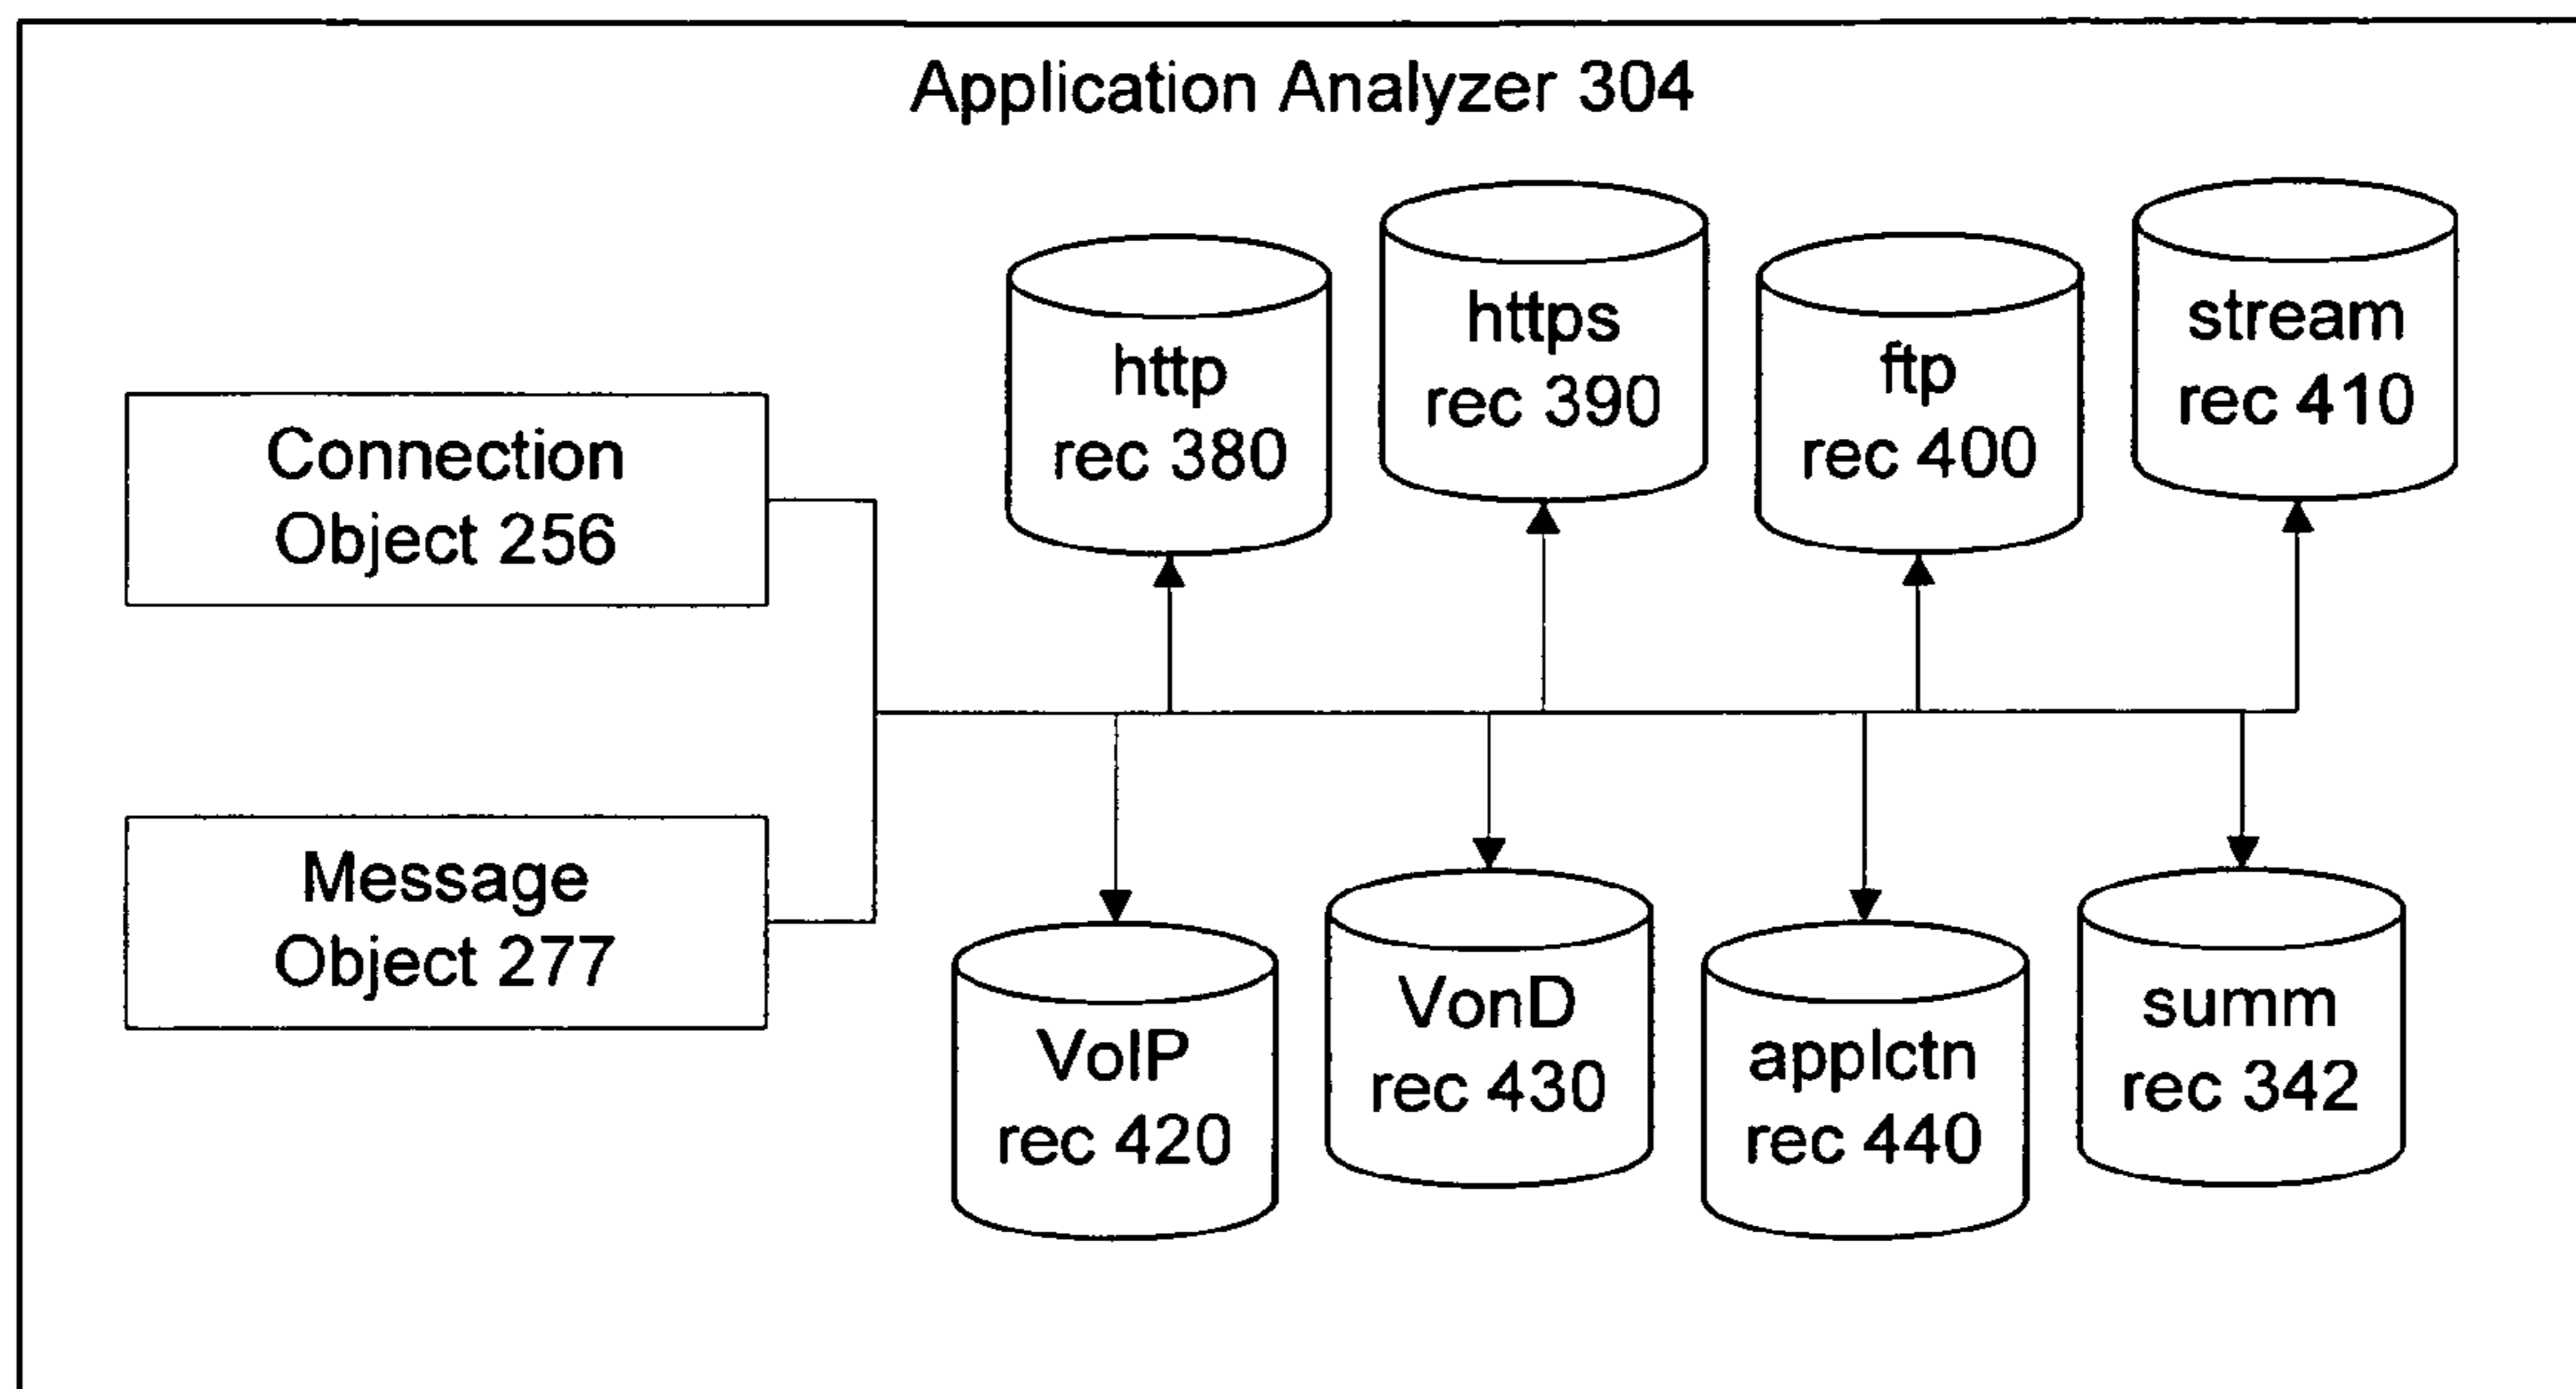 Application Analyzer 304
http
rec 380
https
rec 390
ftp
rec 400
stream
rec 410
Connection
Object 256
Message
Object 277
VoIP
rec 420
VonD
rec 430
applctn
rec 440
summ
rec 342